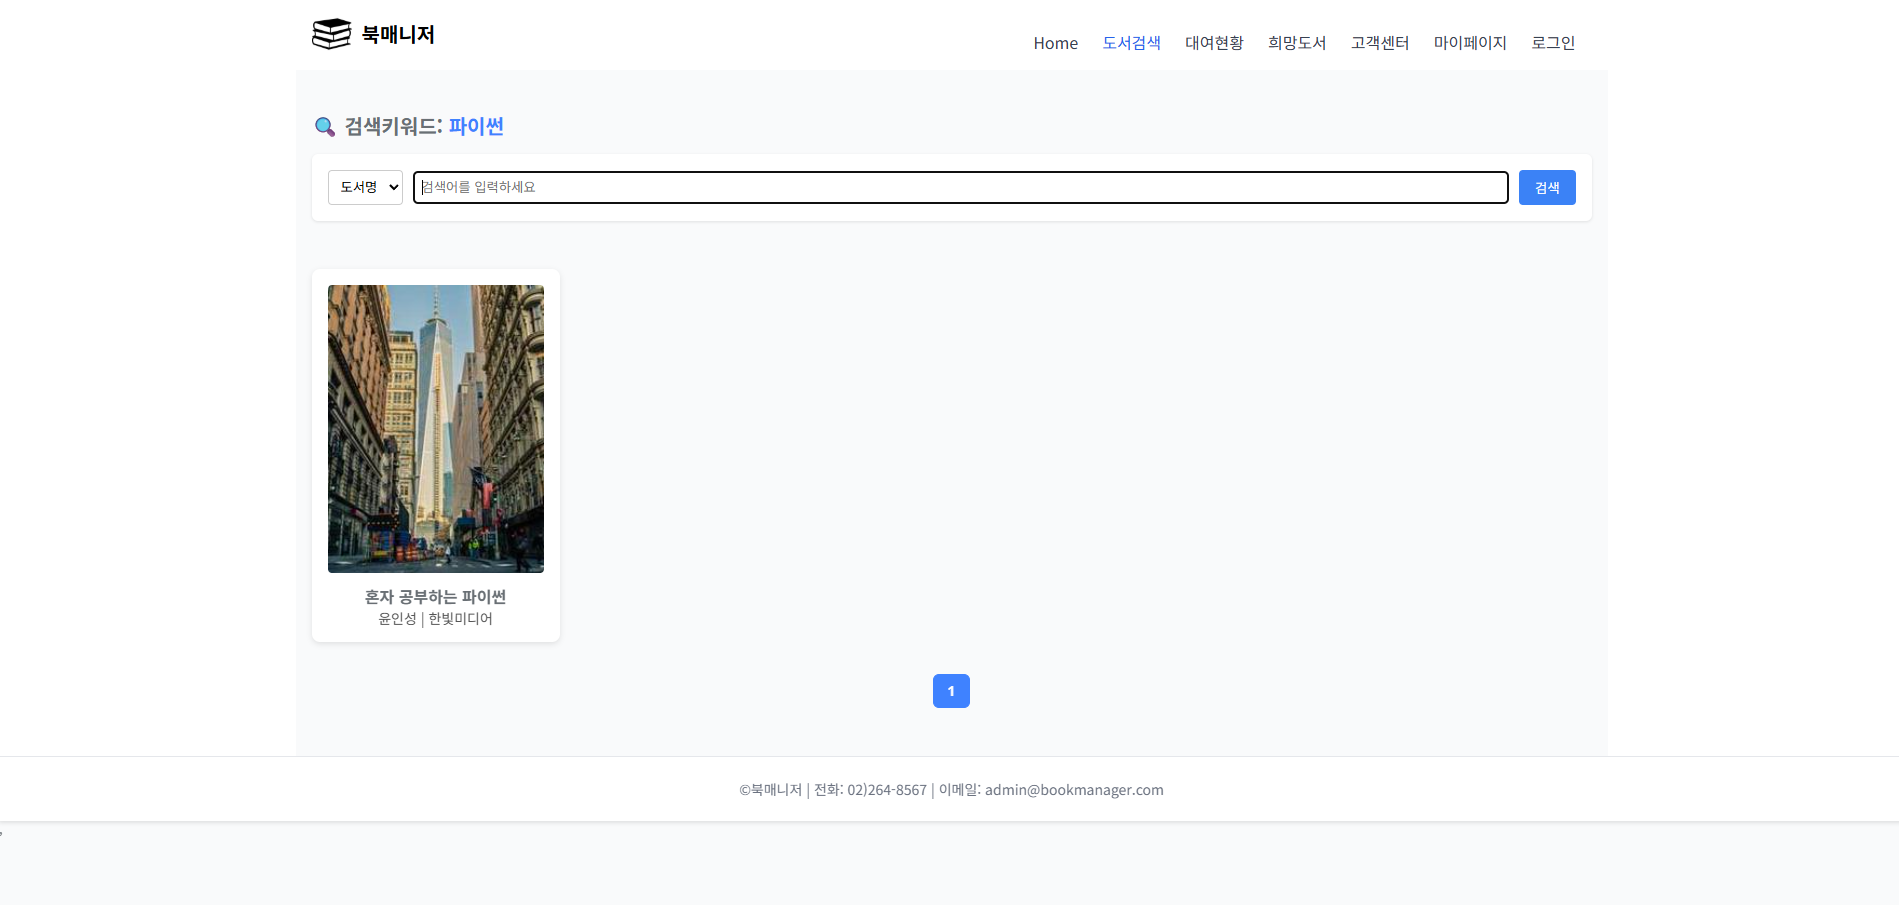 북매니저
Home 도서검색 대여현황 희망도서 고객센터 마이페이지 로그인
검색키워드: 파이썬
도서명 검색어를 입력하세요 검색
혼자 공부하는 파이썬
윤인성 | 한빛미디어
1
©북매니저 | 전화: 02)264-8567 | 이메일: admin@bookmanager.com
,